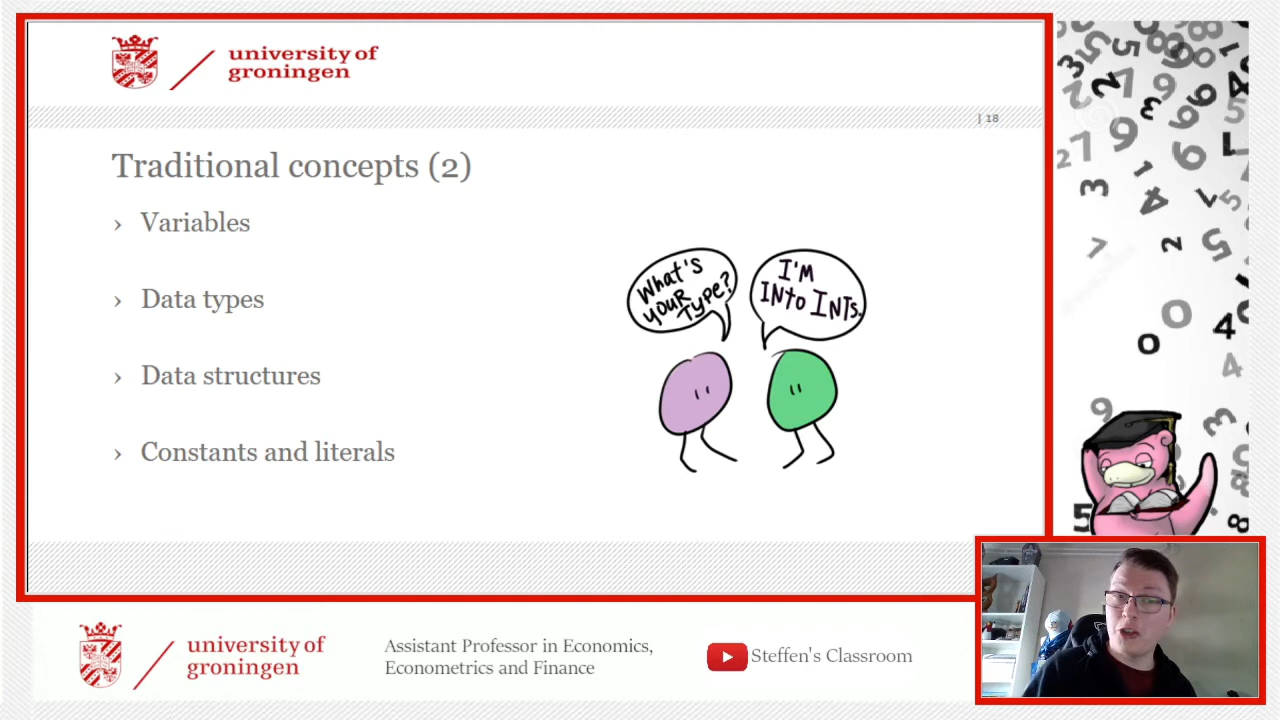 university of
groningen
| 18
Traditional concepts (2)
› Variables
› Data types
› Data structures
› Constants and literals
What's
youR
Type?
I'M
INto INTs.
university of
groningen
Assistant Professor in Economics,
Econometrics and Finance
Steffen's Classroom